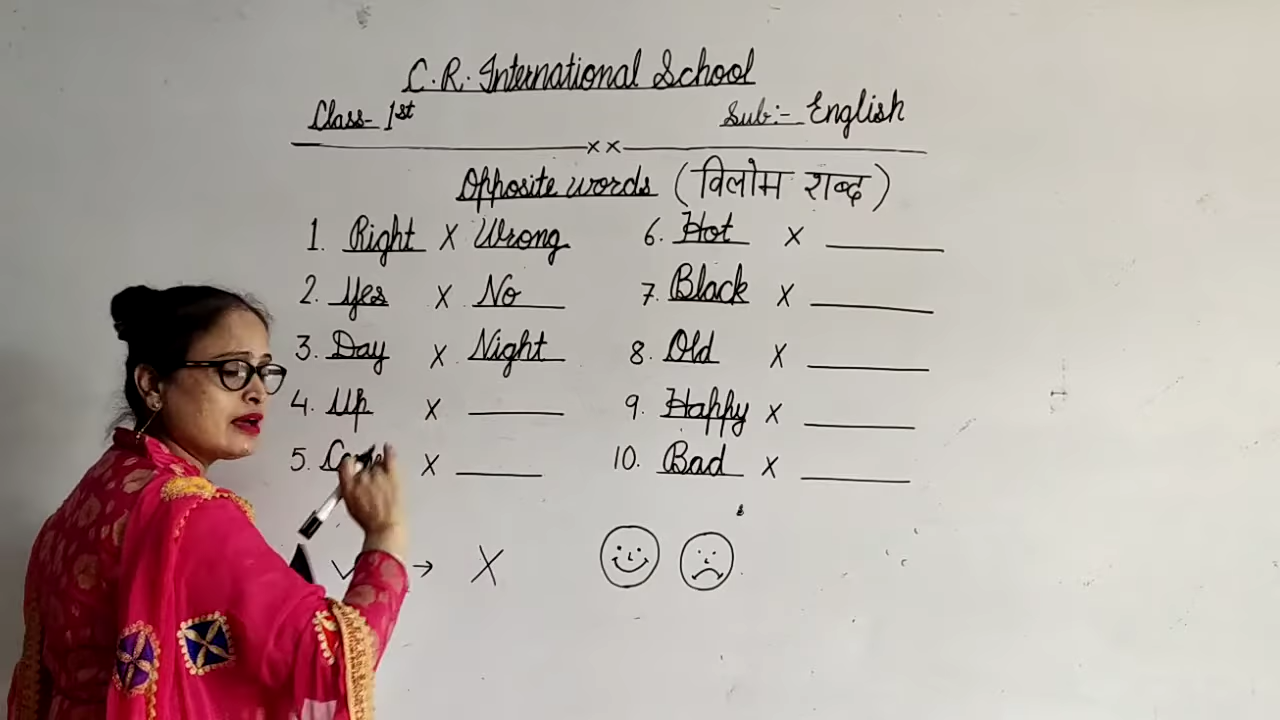 C.R. International School
Class- 1st Sub:- English
x x
Opposite words (विलोम शब्द)
1. Right X Wrong
2. Yes X No
3. Day X Night
4. Up X
5. X
6. Hot X
7. Black X
8. Old X
9. Happy X
10. Bad X
→ X